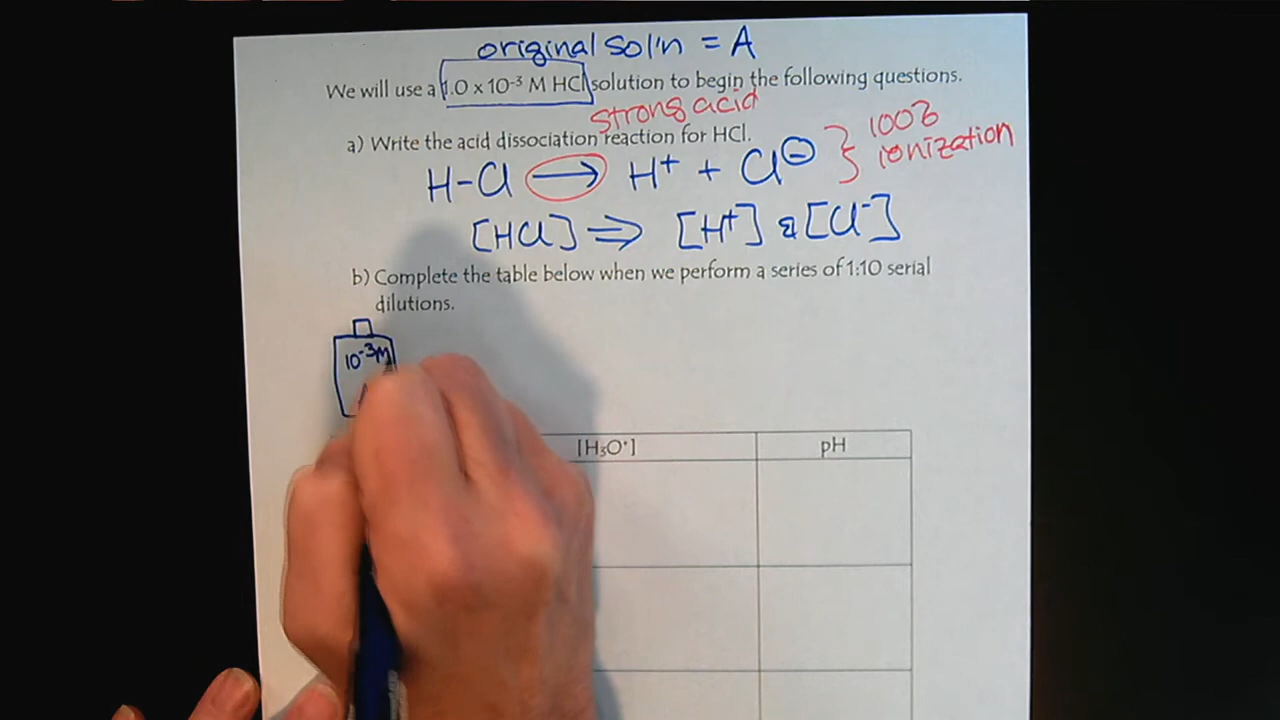 original sol'n = A
We will use a 1.0 x 10⁻³ M HCl solution to begin the following questions.
strong acid
a) Write the acid dissociation reaction for HCl.
100%
ionization
H-Cl → H⁺ + Cl⊖
[HCl] ⇒ [H⁺] & [Cl⁻]
b) Complete the table below when we perform a series of 1:10 serial
dilutions.
10⁻³M
[H₃O⁺] pH